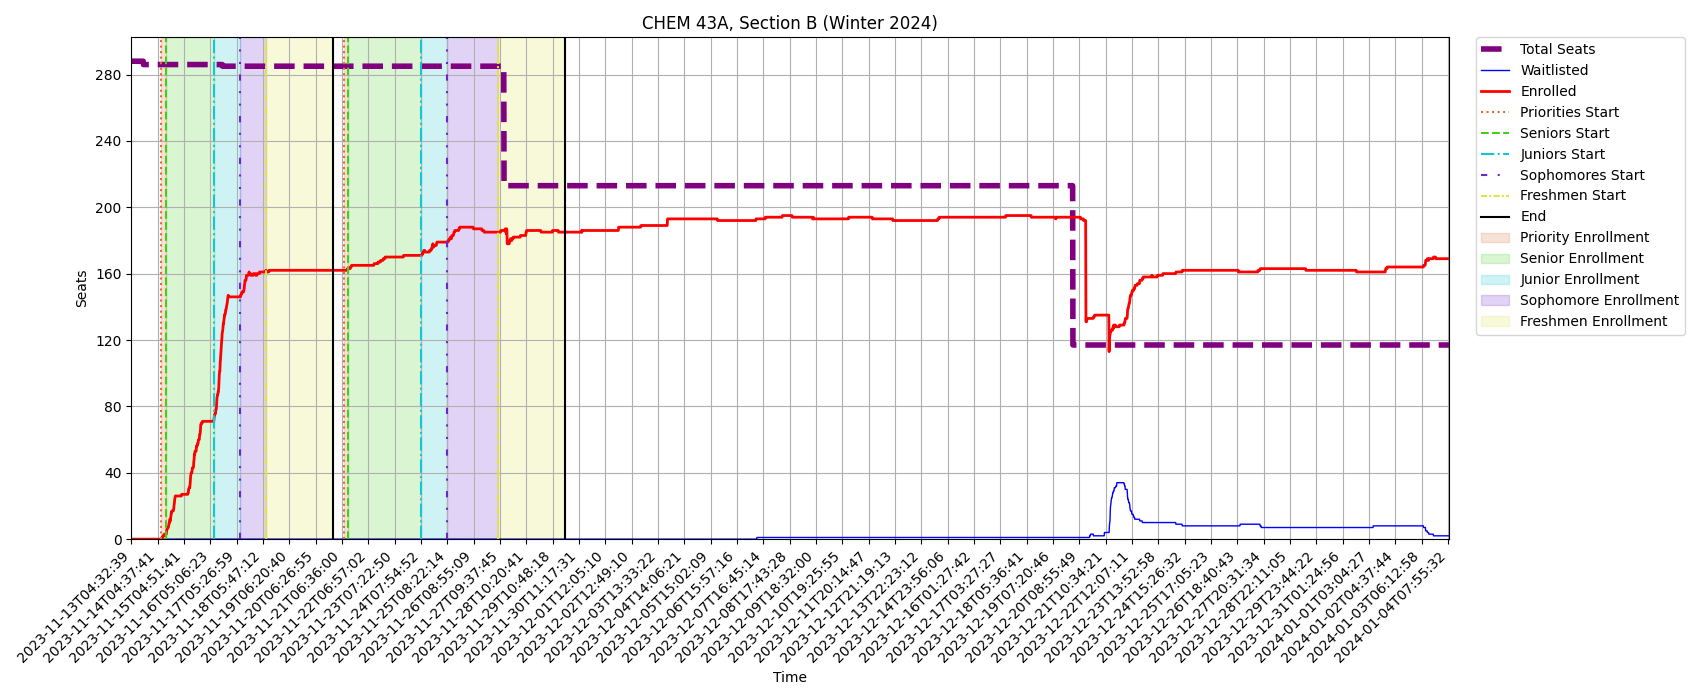 CHEM 43A, Section B (Winter 2024)
Seats
280
240
200
160
120
80
40
0
2023-11-13T04:32:39
2023-11-14T04:37:41
2023-11-15T04:51:41
2023-11-16T05:06:23
2023-11-17T05:26:59
2023-11-18T05:47:12
2023-11-19T06:20:40
2023-11-20T06:26:55
2023-11-21T06:36:00
2023-11-22T06:57:02
2023-11-23T07:22:50
2023-11-24T07:54:52
2023-11-25T08:22:14
2023-11-26T08:55:09
2023-11-27T09:37:45
2023-11-28T10:20:41
2023-11-29T10:48:18
2023-11-30T11:17:31
2023-12-01T12:05:10
2023-12-02T12:49:10
2023-12-03T13:33:22
2023-12-04T14:06:21
2023-12-05T15:02:09
2023-12-06T15:57:16
2023-12-07T16:45:14
2023-12-08T17:43:28
2023-12-09T18:32:00
2023-12-10T19:25:55
2023-12-11T20:14:47
2023-12-12T21:19:13
2023-12-13T22:23:12
2023-12-14T23:56:06
2023-12-16T01:27:42
2023-12-17T03:27:27
2023-12-18T05:36:41
2023-12-19T07:20:46
2023-12-20T08:55:49
2023-12-21T10:34:21
2023-12-22T12:07:11
2023-12-23T13:52:58
2023-12-24T15:26:32
2023-12-25T17:05:23
2023-12-26T18:40:43
2023-12-27T20:31:34
2023-12-28T22:11:05
2023-12-29T23:44:22
2023-12-31T01:24:56
2024-01-01T03:04:27
2024-01-02T04:37:44
2024-01-03T06:12:58
2024-01-04T07:55:32
Time
Total Seats
Waitlisted
Enrolled
Priorities Start
Seniors Start
Juniors Start
Sophomores Start
Freshmen Start
End
Priority Enrollment
Senior Enrollment
Junior Enrollment
Sophomore Enrollment
Freshmen Enrollment